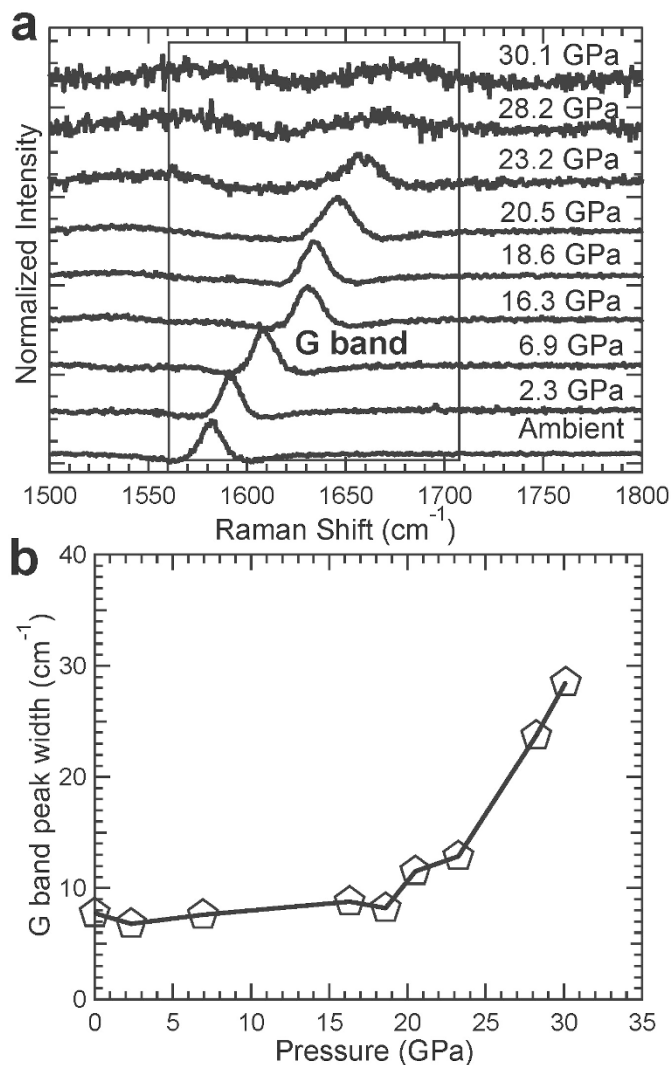 a
Normalized Intensity
30.1 GPa
28.2 GPa
23.2 GPa
20.5 GPa
18.6 GPa
16.3 GPa
G band
6.9 GPa
2.3 GPa
Ambient
1500 1550 1600 1650 1700 1750 1800
Raman Shift (cm⁻¹)
b
G band peak width (cm⁻¹)
40
30
20
10
0
0 5 10 15 20 25 30 35
Pressure (GPa)